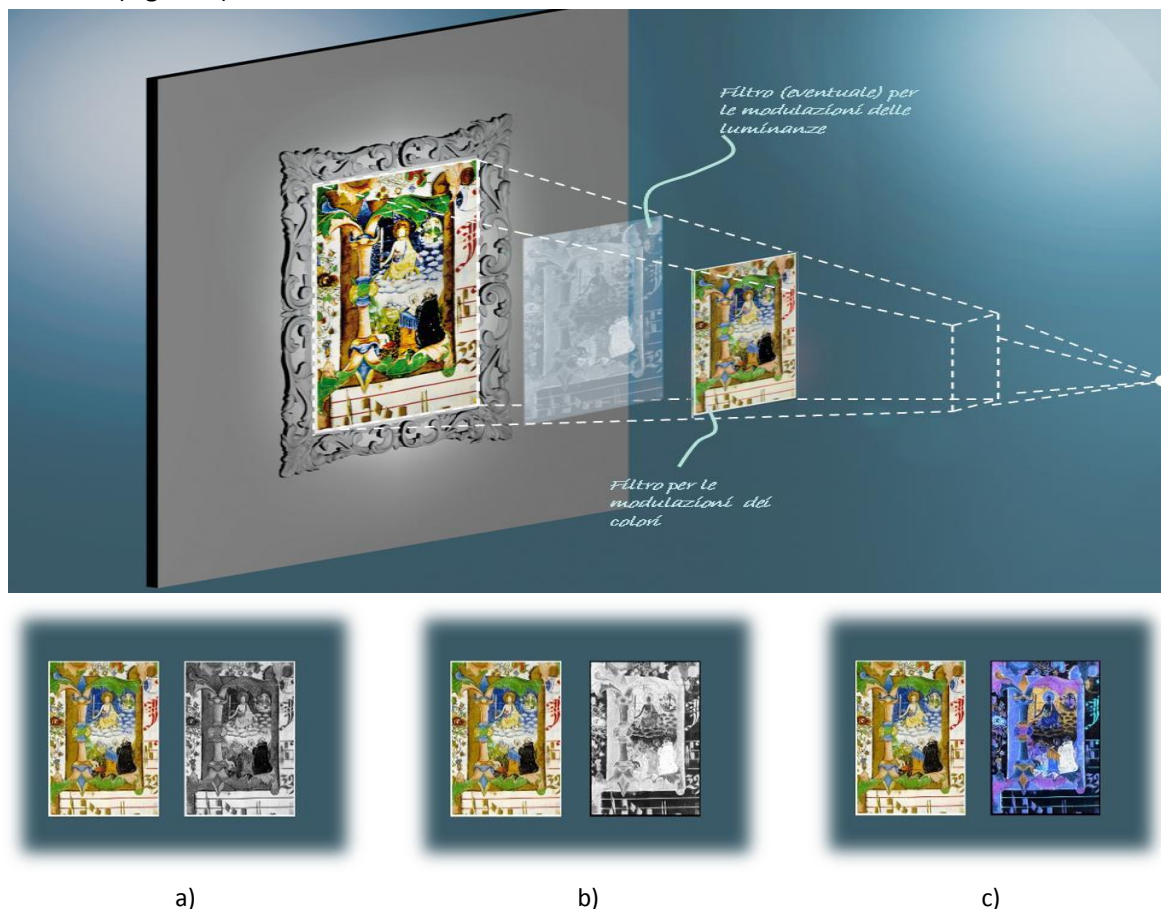 Filtro (eventuale) per
le modulazioni delle
luminanze
Filtro per le
modulazioni dei
colori
a)
b)
c)